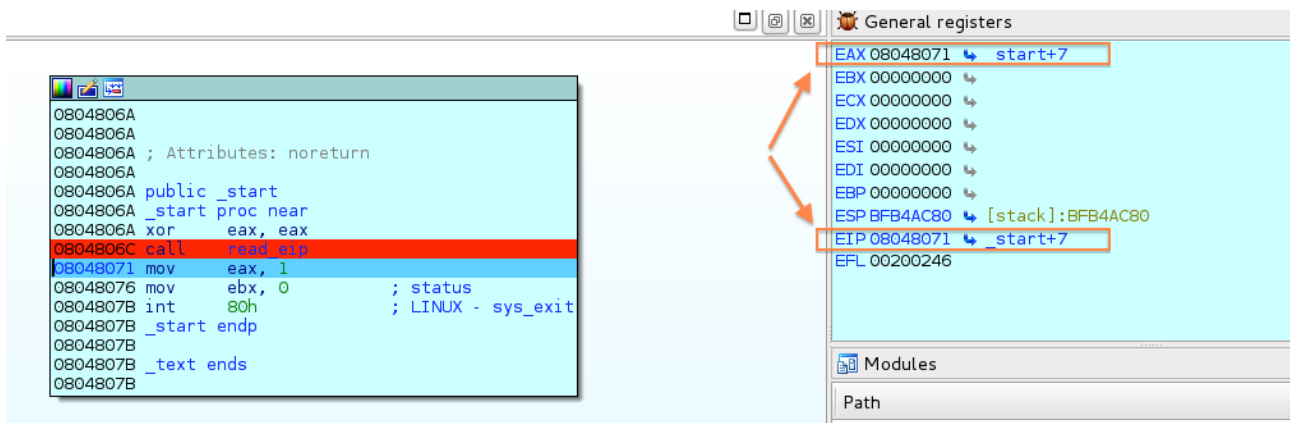 General registers
EAX 08048071 start+7
EBX 00000000
ECX 00000000
EDX 00000000
ESI 00000000
EDI 00000000
EBP 00000000
ESP BFB4AC80 [stack]:BFB4AC80
EIP 08048071 _start+7
EFL 00200246
0804806A
0804806A
0804806A ; Attributes: noreturn
0804806A
0804806A public _start
0804806A _start proc near
0804806A xor eax, eax
0804806C call read_eip
08048071 mov eax, 1
08048076 mov ebx, 0 ; status
0804807B int 80h ; LINUX - sys_exit
0804807B _start endp
0804807B
0804807B _text ends
0804807B
Modules
Path